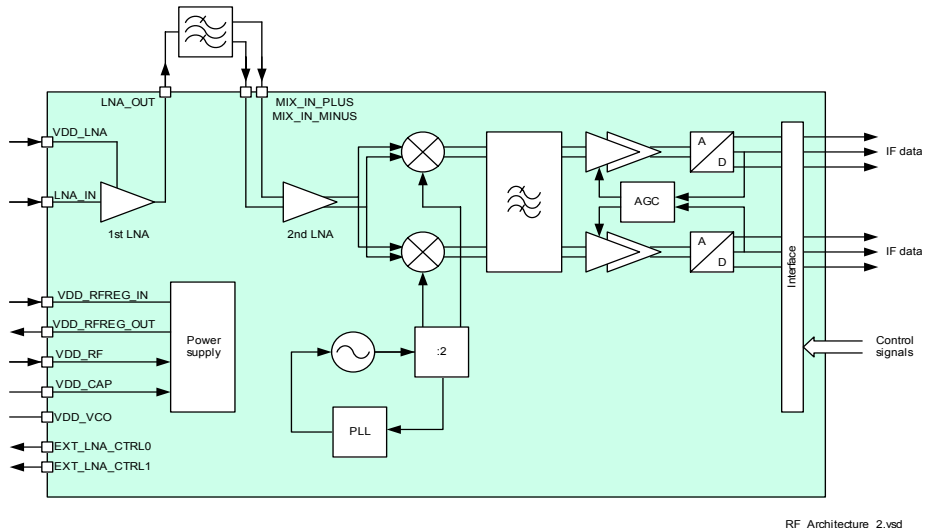 LNA_OUT
MIX_IN_PLUS
MIX_IN_MINUS
VDD_LNA
A
D
IF data
LNA_IN
AGC
1st LNA
2nd LNA
A
D
IF data
Interface
VDD_RFREG_IN
VDD_RFREG_OUT
Power
supply
:2
VDD_RF
Control
signals
VDD_CAP
VDD_VCO
PLL
EXT_LNA_CTRL0
EXT_LNA_CTRL1
RF_Architecture_2.vsd